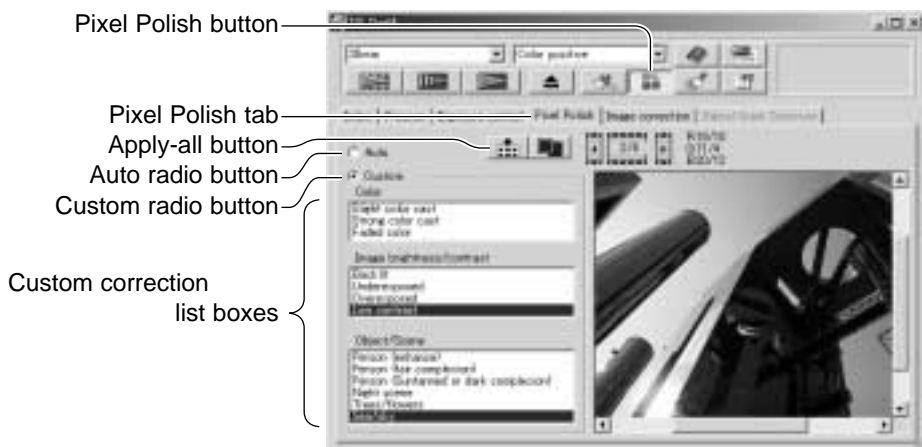 Pixel Polish button
Color positive
Pixel Polish tab
Pixel Polish
Image correction
Apply-all button
Auto radio button
Auto
Custom radio button
Custom
Color
Slight color cast
Strong color cast
Faded color
Image brightness/contrast
Back lit
Underexposed
Overexposed
Low contrast
Custom correction
list boxes
Object/Scene
Person (enhance)
Person (fair complexion)
Person (Suntanned or dark complexion)
Night scene
Trees/flowers